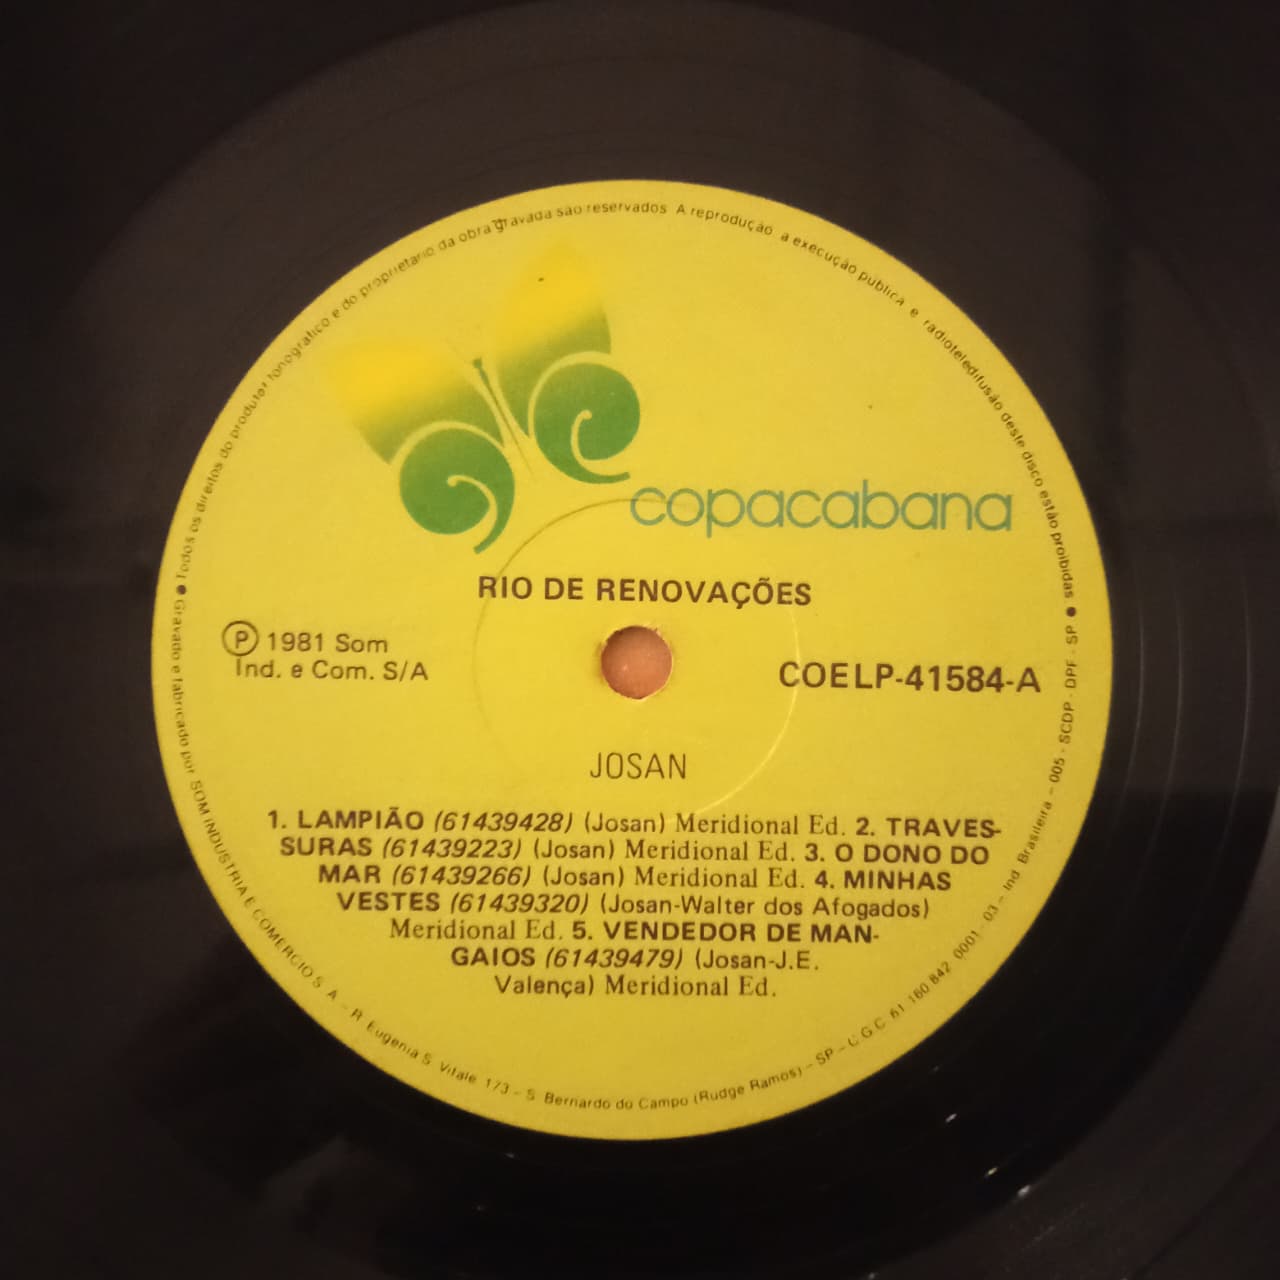 ● Todos os direitos do produtor fonografico e do proprietario da obra gravada são reservados A reprodução a execução publica e radioteledifusão deste disco estão proibidas ●
copacabana
RIO DE RENOVAÇÕES
Ⓟ 1981 Som
Ind. e Com. S/A
COELP-41584-A
JOSAN
1. LAMPIÃO (61439428) (Josan) Meridional Ed. 2. TRAVES-
SURAS (61439223) (Josan) Meridional Ed. 3. O DONO DO
MAR (61439266) (Josan) Meridional Ed. 4. MINHAS
VESTES (61439320) (Josan-Walter dos Afogados)
Meridional Ed. 5. VENDEDOR DE MAN-
GAIOS (61439479) (Josan-J.E.
Valença) Meridional Ed.
Gravado e fabricado por SOM INDUSTRIA E COMERCIO S. A. - R. Eugenia S. Vitale 173 - S. Bernardo do Campo (Rudge Ramos) - SP - C.G.C. 61 160 842 0001 - 03 - Ind Brasileira - 005 - SCDP - DPF - SP